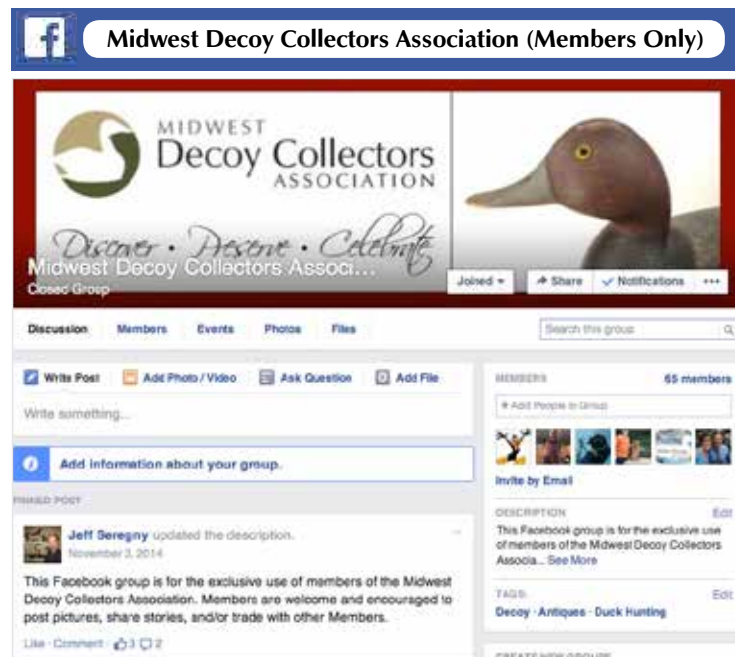 f
Midwest Decoy Collectors Association (Members Only)
MIDWEST
Decoy Collectors
ASSOCIATION
Discover • Preserve • Celebrate
Midwest Decoy Collectors Associ...
Closed Group
Joined
Share
Notifications
Discussion
Members
Events
Photos
Files
Search this group
Write Post
Add Photo / Video
Ask Question
Add File
Write something...
Add information about your group.
PINNED POST
Jeff Seregny updated the description.
November 3, 2014
This Facebook group is for the exclusive use of members of the Midwest
Decoy Collectors Association. Members are welcome and encouraged to
post pictures, share stories, and/or trade with other Members.
Like · Comment · 3 2
MEMBERS
65 members
+ Add People to Group
Invite by Email
DESCRIPTION
Edit
This Facebook group is for the exclusive use
of members of the Midwest Decoy Collectors
Associa... See More
TAGS
Edit
Decoy · Antiques · Duck Hunting
CREATE NEW GROUPS